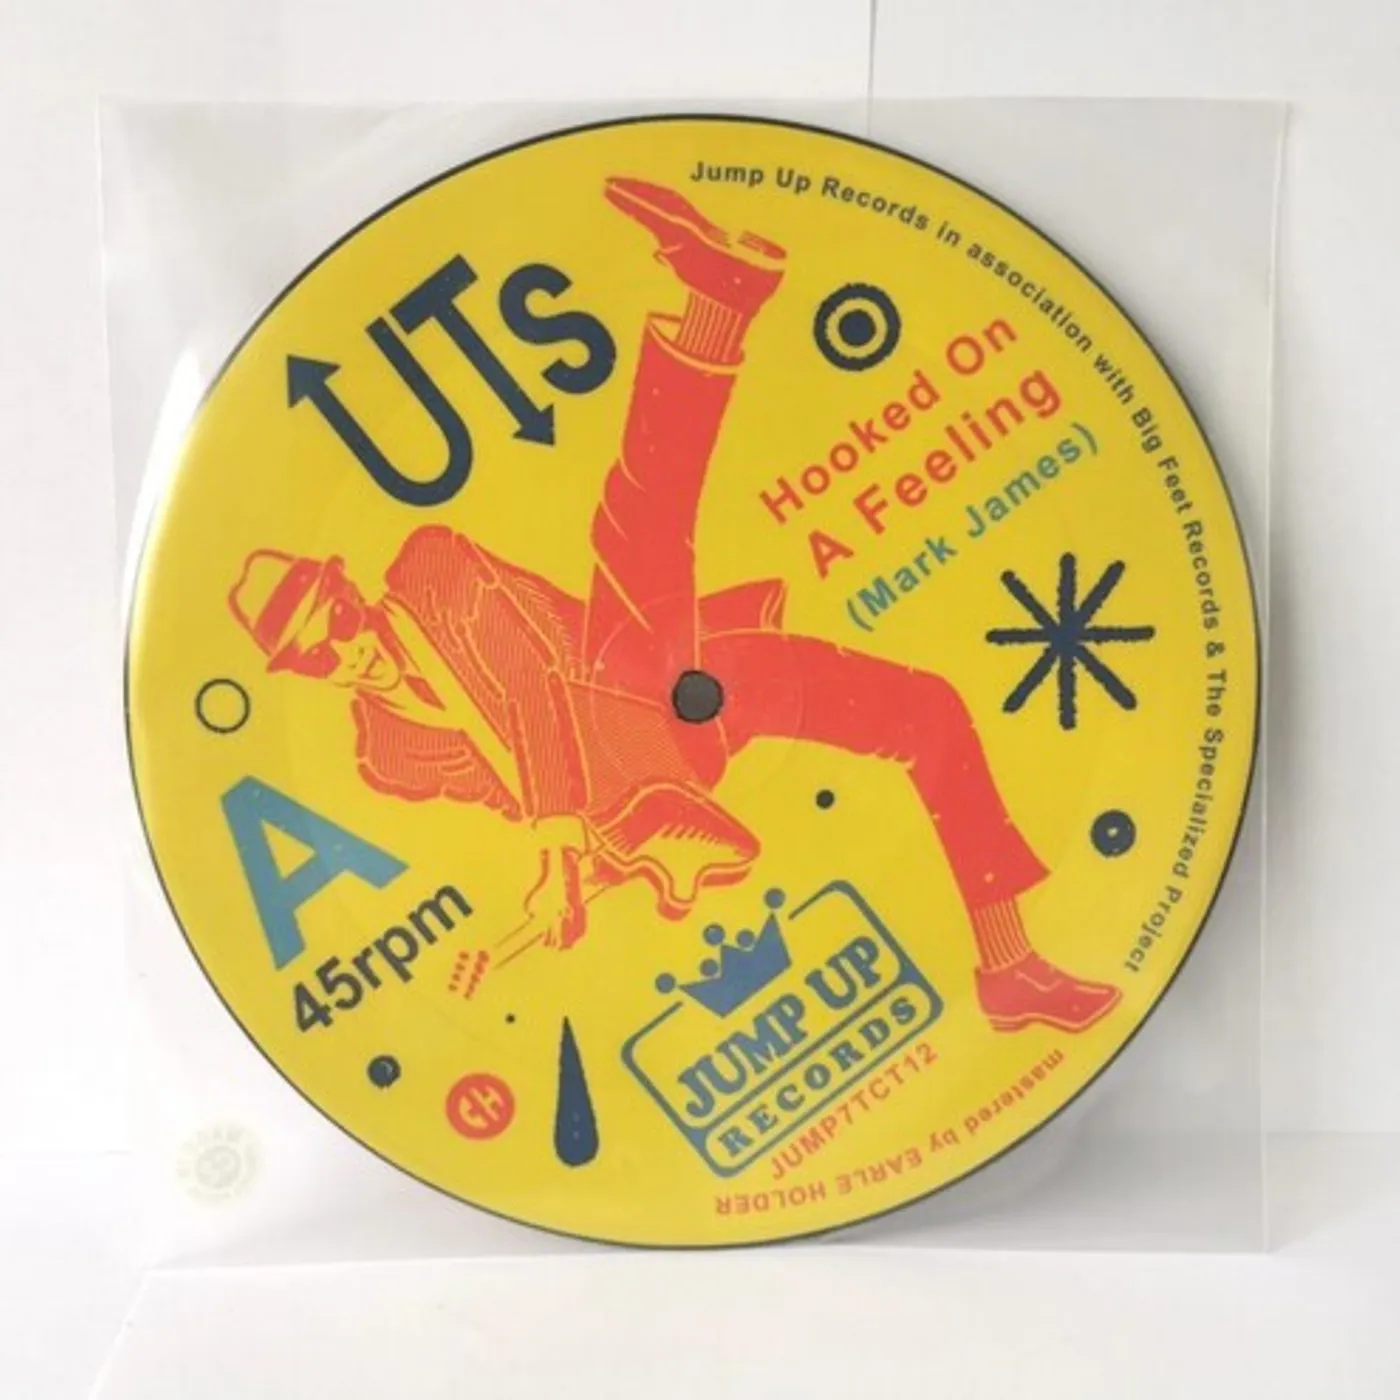 Jump Up Records in association with Big Feet Records & The Specialized Project
UTS
Hooked On
A Feeling
(Mark James)
A
45rpm
JUMP UP
RECORDS
JUMP7TCT12
mastered by EARLE HOLDER